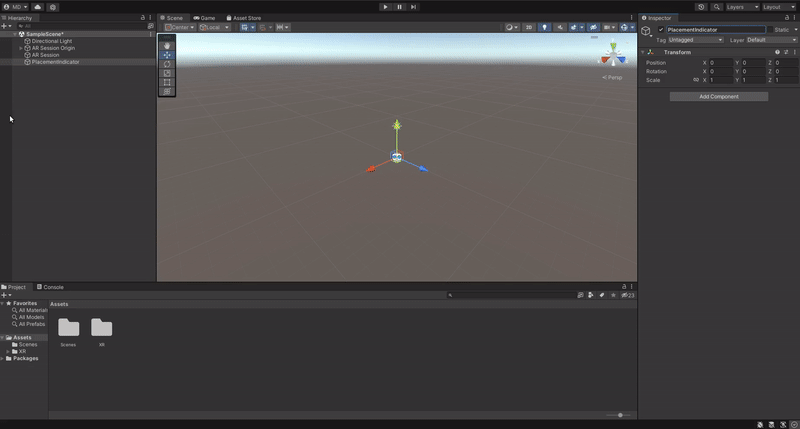 MD
Layers
Layout
Hierarchy
All
SampleScene*
Directional Light
AR Session Origin
AR Session
PlacementIndicator
Scene
Game
Asset Store
Center
Local
2D
Persp
Inspector
PlacementIndicator
Static
Tag Untagged
Layer Default
Transform
Position X 0 Y 0 Z 0
Rotation X 0 Y 0 Z 0
Scale X 1 Y 1 Z 1
Add Component
Project
Console
23
Favorites
All Material
All Models
All Prefabs
Assets
Scenes
XR
Packages
Assets
Scenes
XR